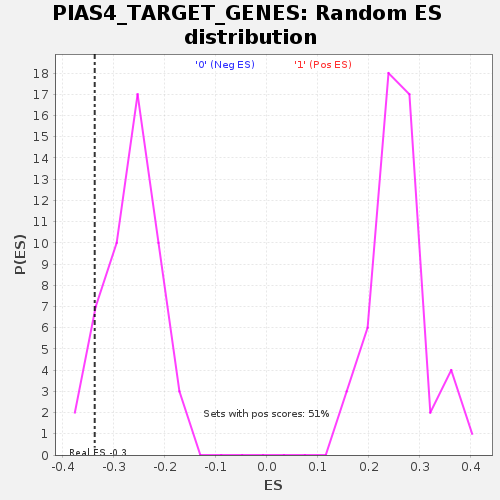 PIAS4_TARGET_GENES: Random ES
distribution
'0' (Neg ES) '1' (Pos ES)
18
17
16
15
14
13
12
11
10
9
8
7
6
5
4
3
2
1
0
P(ES)
Sets with pos scores: 51%
Real ES -0.3
-0.4 -0.3 -0.2 -0.1 0.0 0.1 0.2 0.3 0.4
ES